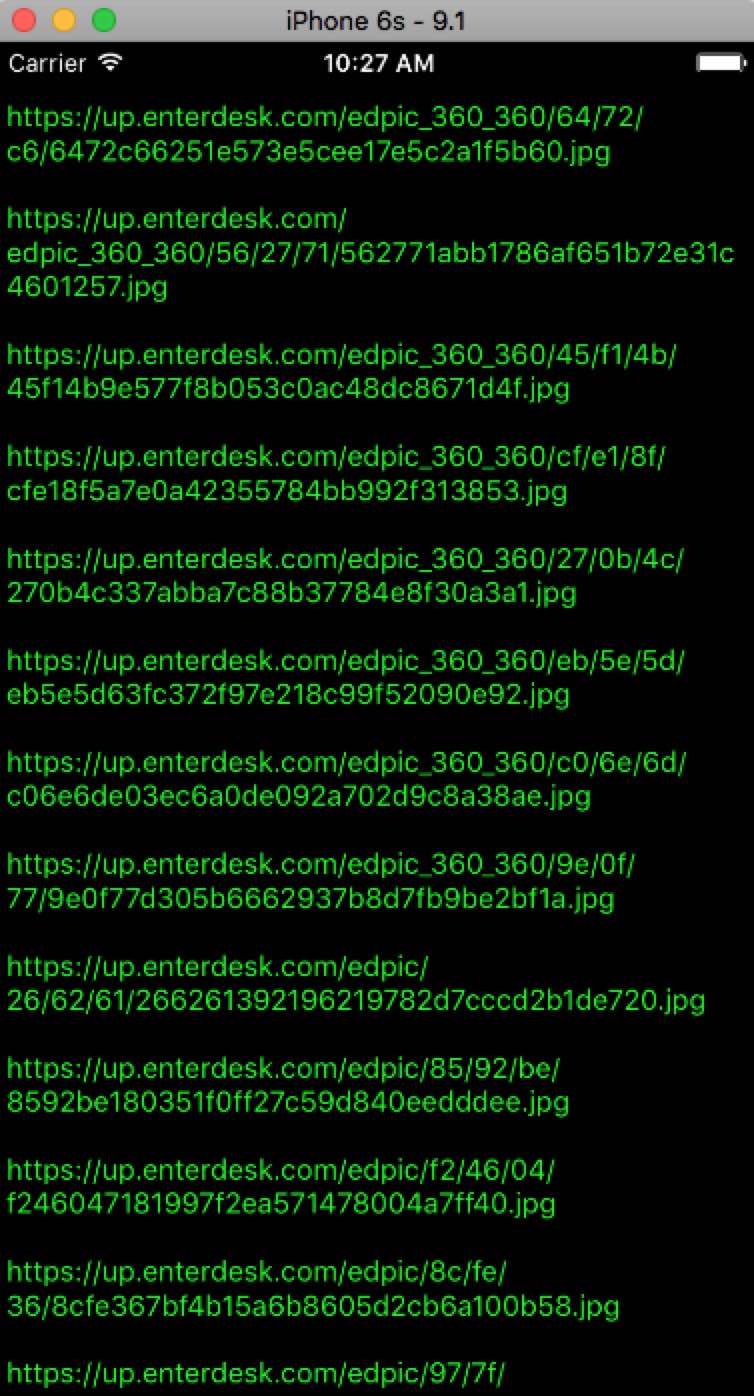 iPhone 6s - 9.1
Carrier 10:27 AM
https://up.enterdesk.com/edpic_360_360/64/72/
c6/6472c66251e573e5cee17e5c2a1f5b60.jpg
https://up.enterdesk.com/
edpic_360_360/56/27/71/562771abb1786af651b72e31c
4601257.jpg
https://up.enterdesk.com/edpic_360_360/45/f1/4b/
45f14b9e577f8b053c0ac48dc8671d4f.jpg
https://up.enterdesk.com/edpic_360_360/cf/e1/8f/
cfe18f5a7e0a42355784bb992f313853.jpg
https://up.enterdesk.com/edpic_360_360/27/0b/4c/
270b4c337abba7c88b37784e8f30a3a1.jpg
https://up.enterdesk.com/edpic_360_360/eb/5e/5d/
eb5e5d63fc372f97e218c99f52090e92.jpg
https://up.enterdesk.com/edpic_360_360/c0/6e/6d/
c06e6de03ec6a0de092a702d9c8a38ae.jpg
https://up.enterdesk.com/edpic_360_360/9e/0f/
77/9e0f77d305b6662937b8d7fb9be2bf1a.jpg
https://up.enterdesk.com/edpic/
26/62/61/266261392196219782d7cccd2b1de720.jpg
https://up.enterdesk.com/edpic/85/92/be/
8592be180351f0ff27c59d840eedddee.jpg
https://up.enterdesk.com/edpic/f2/46/04/
f246047181997f2ea571478004a7ff40.jpg
https://up.enterdesk.com/edpic/8c/fe/
36/8cfe367bf4b15a6b8605d2cb6a100b58.jpg
https://up.enterdesk.com/edpic/97/7f/